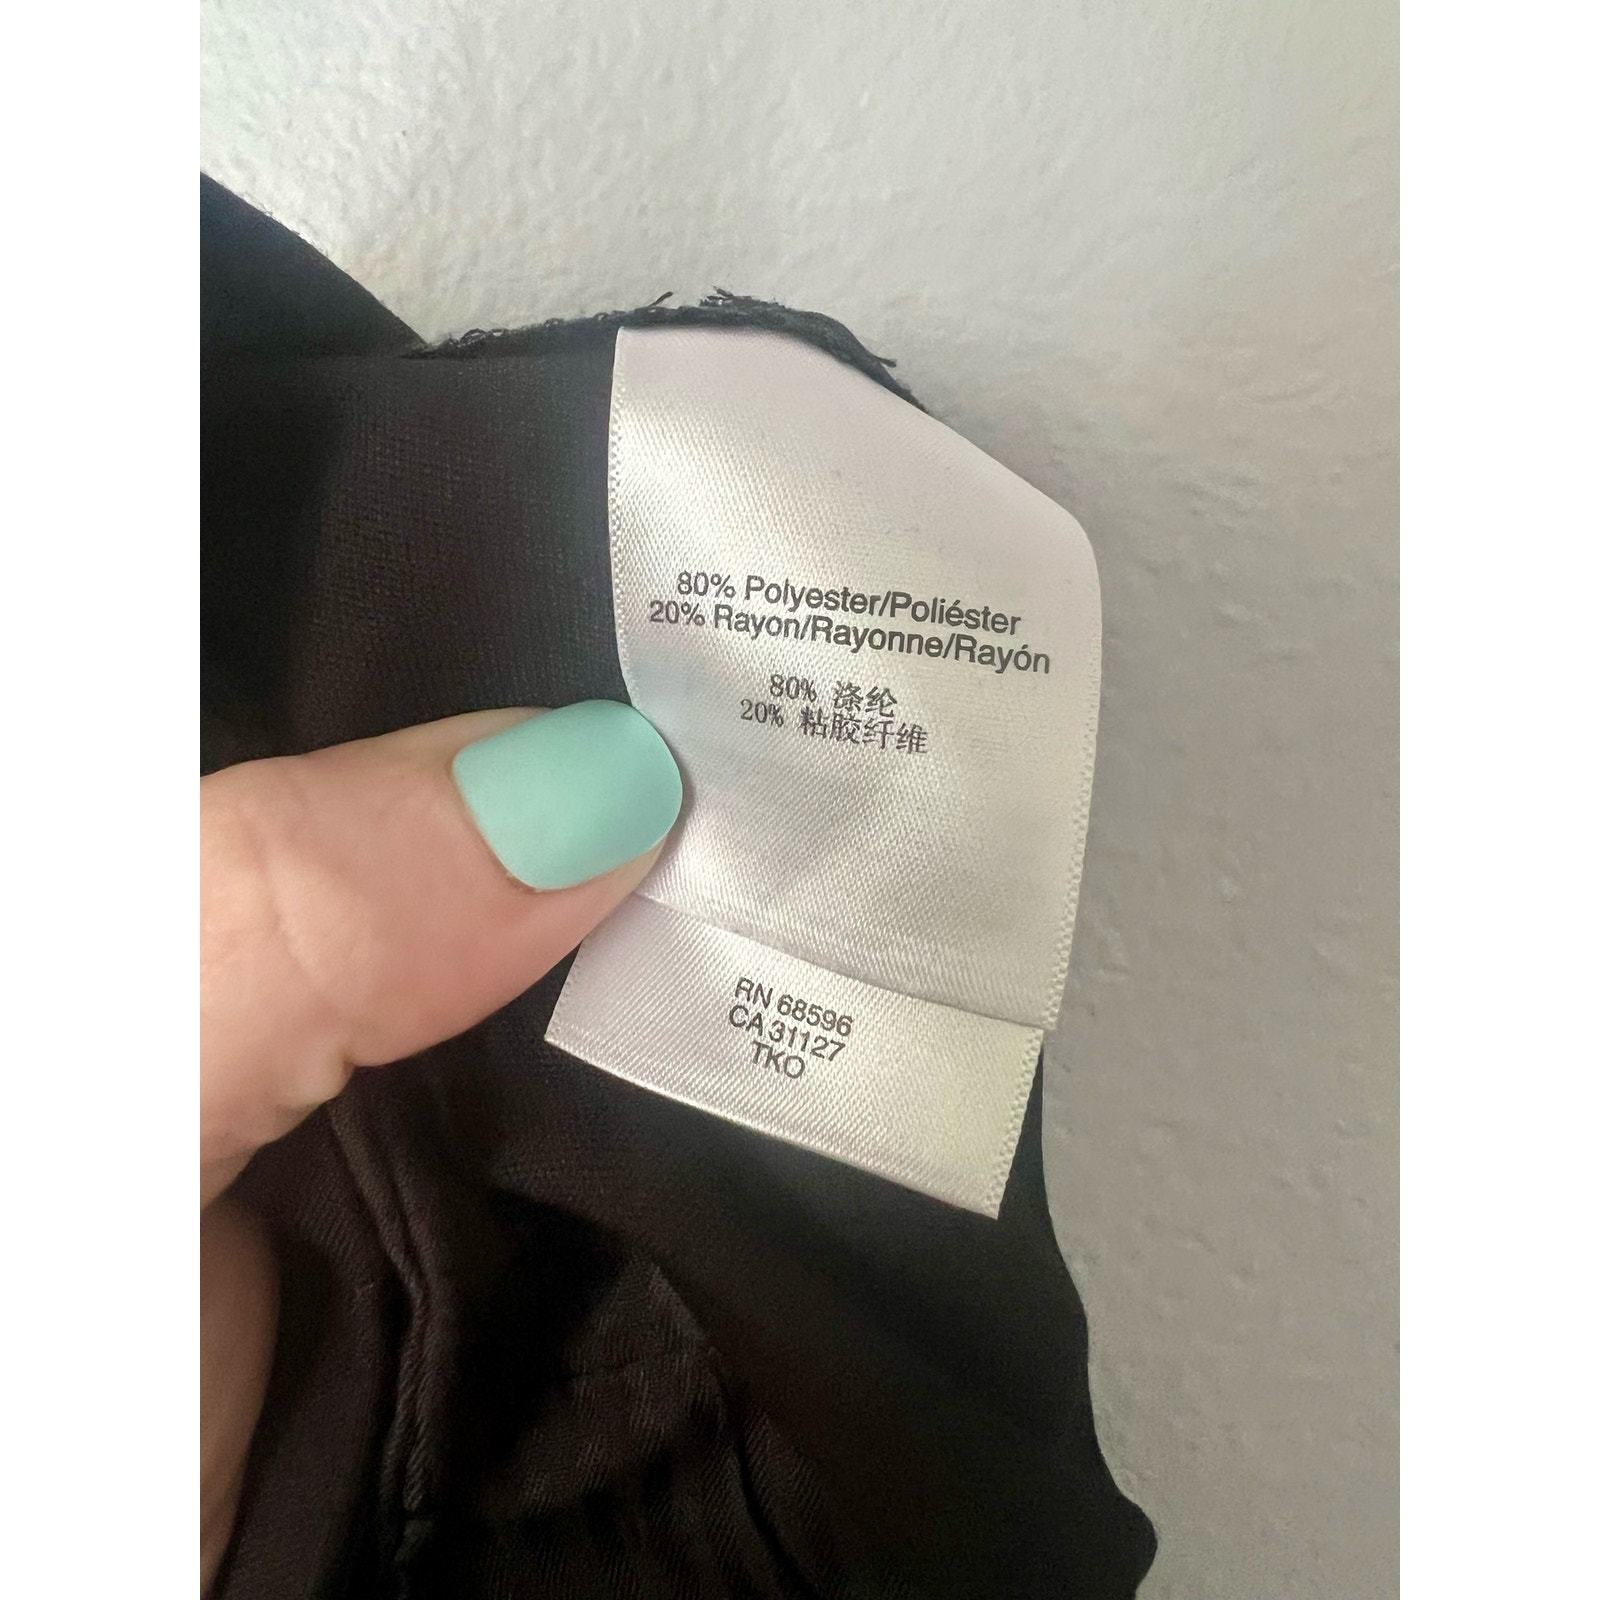 80% Polyester/Poliéster
20% Rayon/Rayonne/Rayón
80% 涤纶
20% 粘胶纤维
RN 68596
CA 31127
TKO